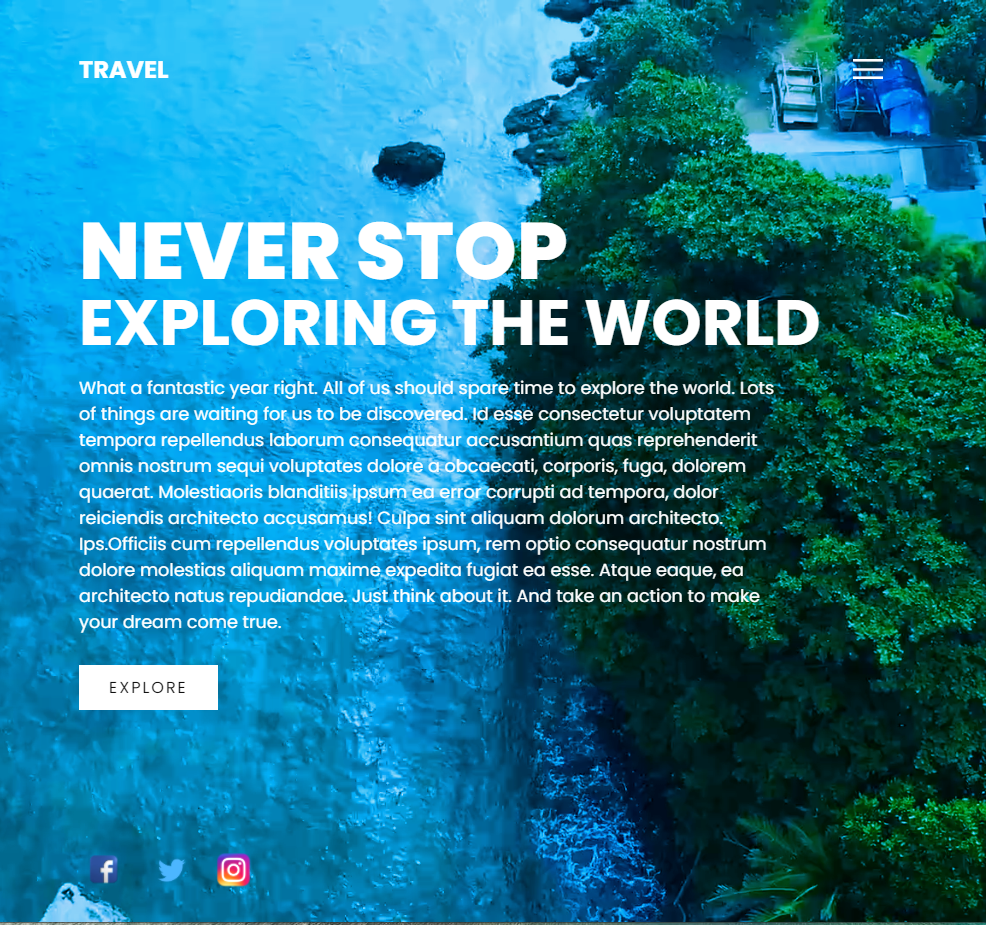 TRAVEL
NEVER STOP
EXPLORING THE WORLD
What a fantastic year right. All of us should spare time to explore the world. Lots
of things are waiting for us to be discovered. Id esse consectetur voluptatem
tempora repellendus laborum consequatur accusantium quas reprehenderit
omnis nostrum sequi voluptates dolore a obcaecati, corporis, fuga, dolorem
quaerat. Molestiaoris blanditiis ipsum ea error corrupti ad tempora, dolor
reiciendis architecto accusamus! Culpa sint aliquam dolorum architecto.
Ips.Officiis cum repellendus voluptates ipsum, rem optio consequatur nostrum
dolore molestias aliquam maxime expedita fugiat ea esse. Atque eaque, ea
architecto natus repudiandae. Just think about it. And take an action to make
your dream come true.
EXPLORE